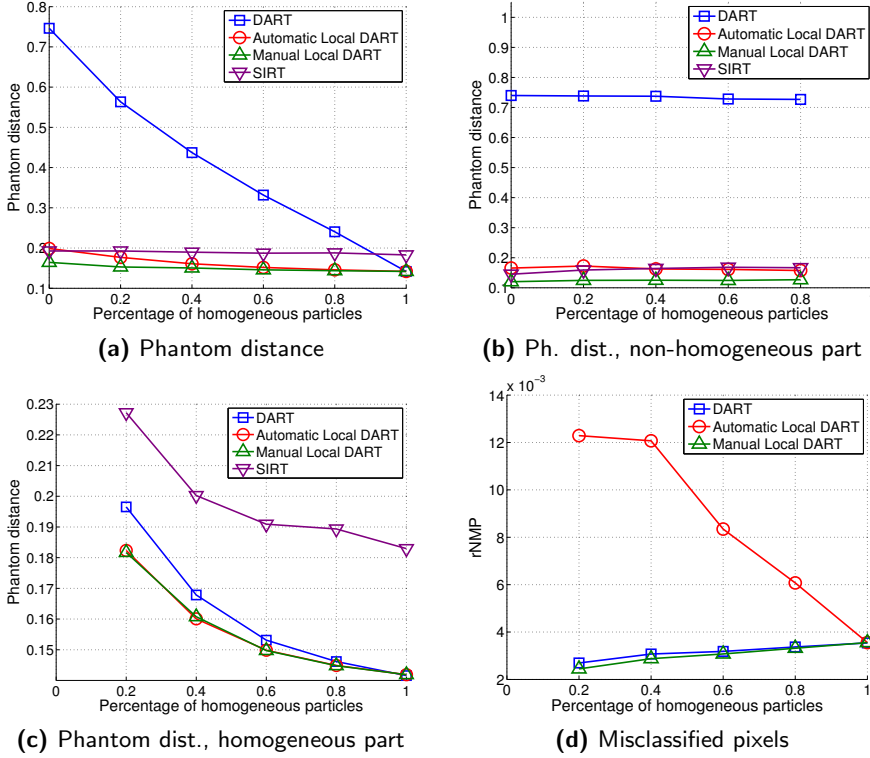 0.8
0.7
0.6
0.5
0.4
0.3
0.2
0.1
Phantom distance
DART
Automatic Local DART
Manual Local DART
SIRT
0 0.2 0.4 0.6 0.8 1
Percentage of homogeneous particles
(a) Phantom distance
1
0.9
0.8
0.7
0.6
0.5
0.4
0.3
0.2
0.1
Phantom distance
DART
Automatic Local DART
Manual Local DART
SIRT
0 0.2 0.4 0.6 0.8
Percentage of homogeneous particles
(b) Ph. dist., non-homogeneous part
0.23
0.22
0.21
0.2
0.19
0.18
0.17
0.16
0.15
Phantom distance
DART
Automatic Local DART
Manual Local DART
SIRT
0 0.2 0.4 0.6 0.8 1
Percentage of homogeneous particles
(c) Phantom dist., homogeneous part
x 10⁻³
14
12
10
8
6
4
2
rNMP
DART
Automatic Local DART
Manual Local DART
0 0.2 0.4 0.6 0.8 1
Percentage of homogeneous particles
(d) Misclassified pixels